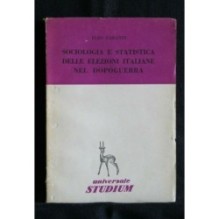 SOCIOLOGIA E STATISTICA
DELLE ELEZIONI ITALIANE
NEL DOPOGUERRA
universale
STUDIUM